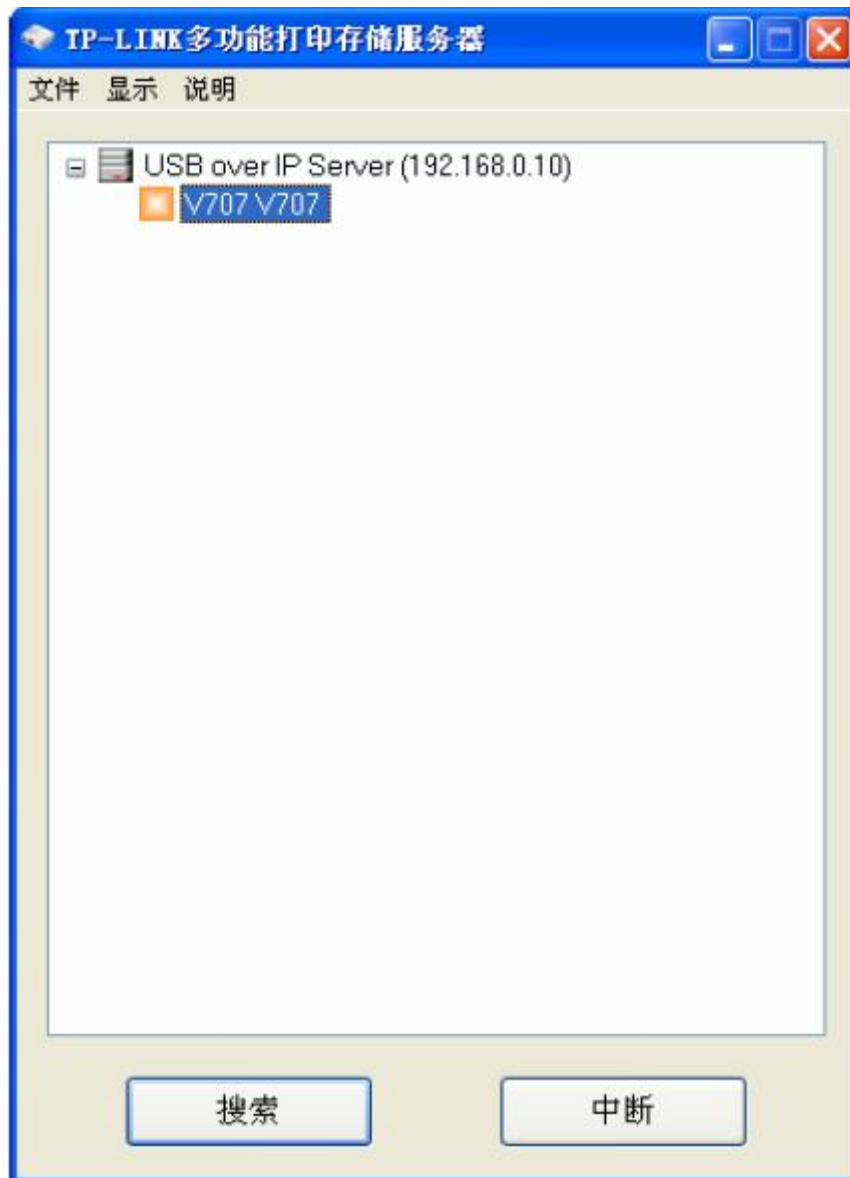 TP-LINK多功能打印存储服务器
文件 显示 说明
USB over IP Server (192.168.0.10)
V707 V707
搜索 中断